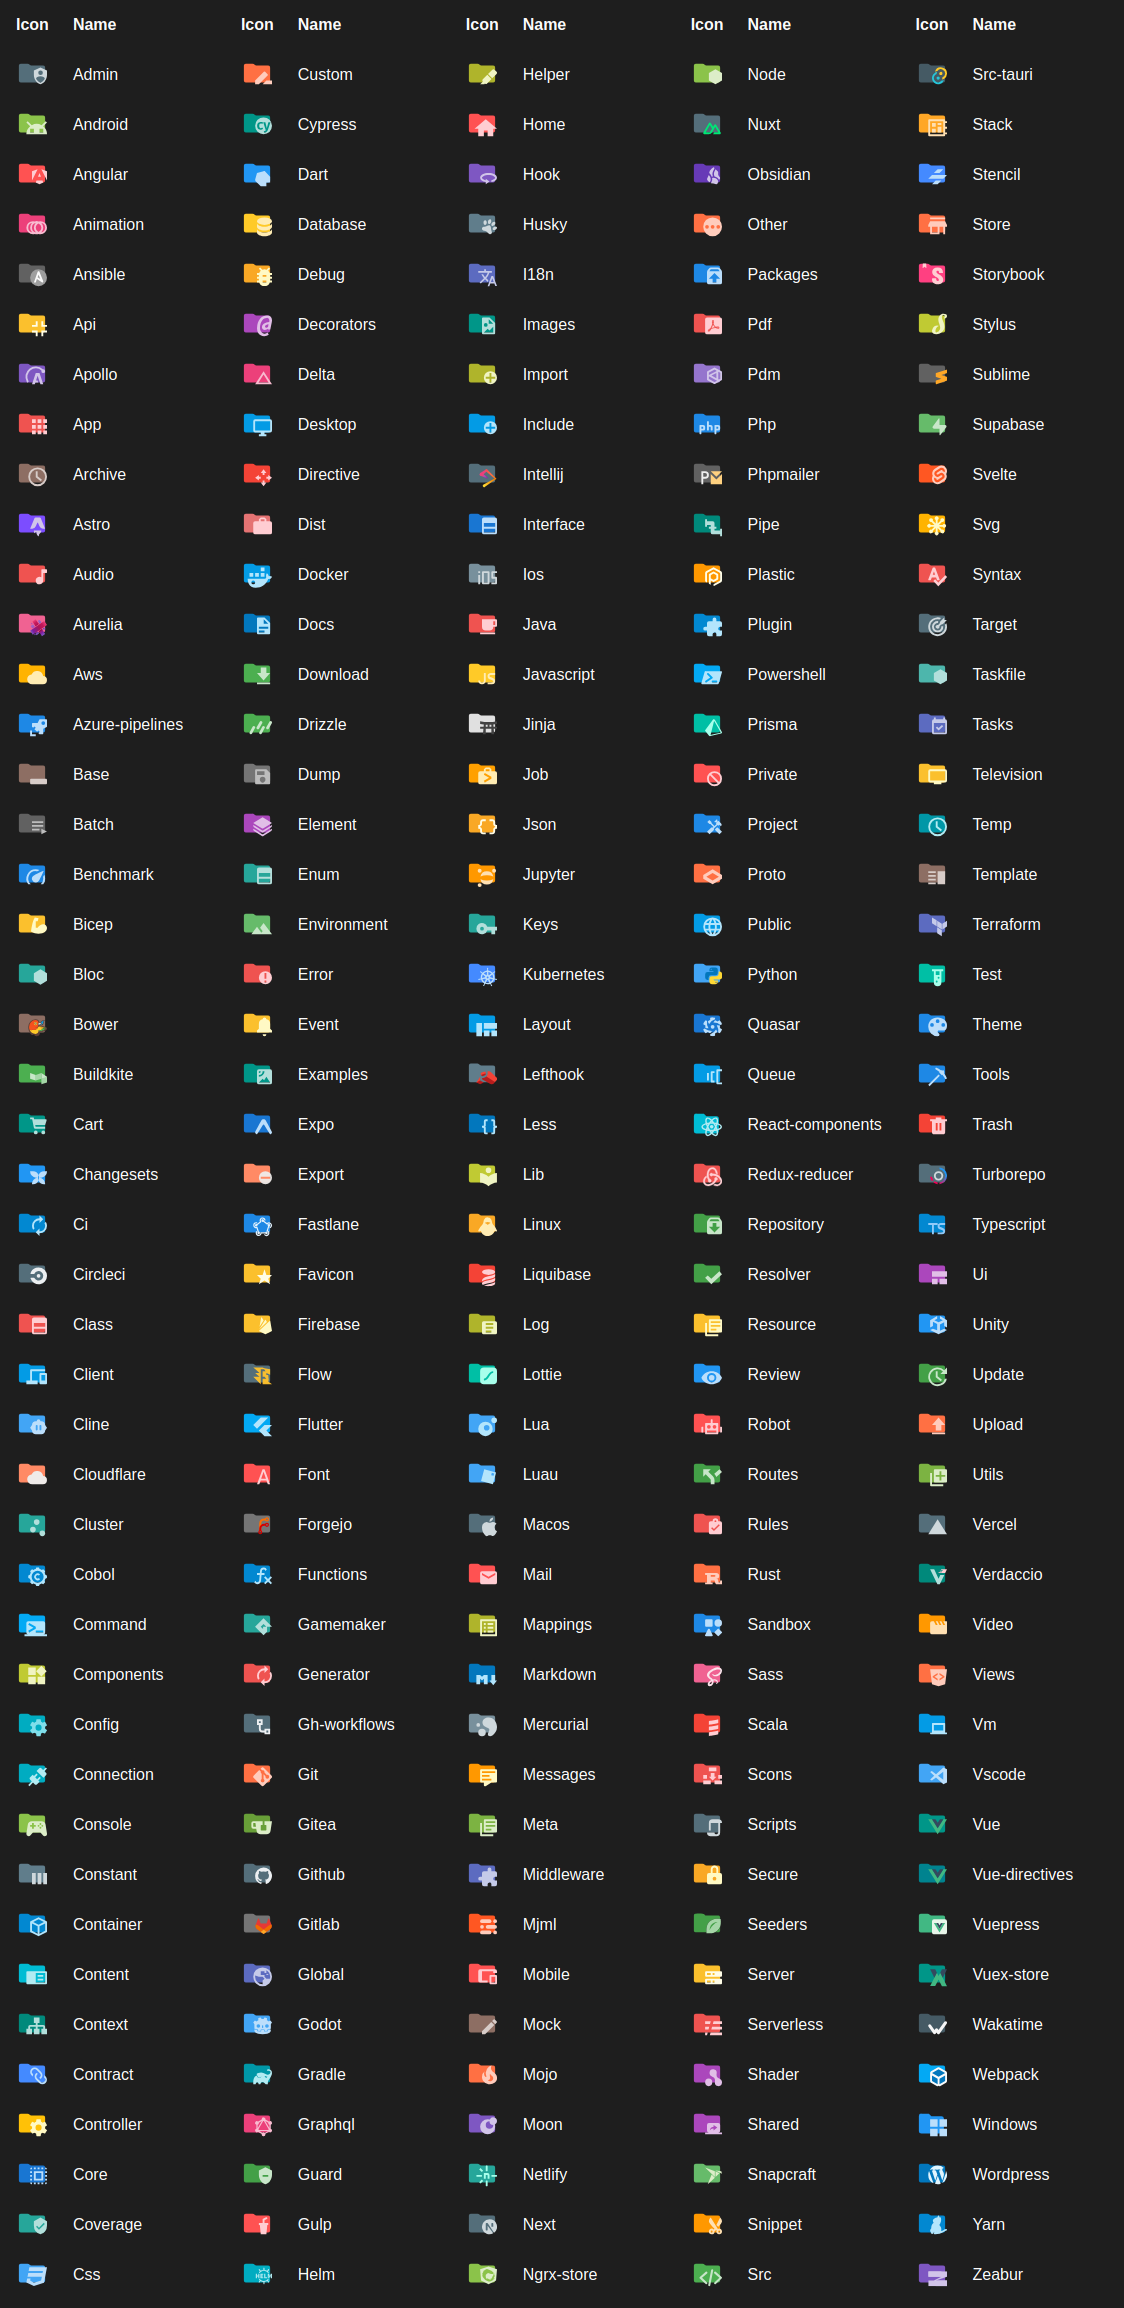 Icon Name Icon Name Icon Name Icon Name Icon Name
Admin Custom Helper Node Src-tauri
Android Cypress Home Nuxt Stack
Angular Dart Hook Obsidian Stencil
Animation Database Husky Other Store
Ansible Debug I18n Packages Storybook
Api Decorators Images Pdf Stylus
Apollo Delta Import Pdm Sublime
App Desktop Include Php Supabase
Archive Directive Intellij Phpmailer Svelte
Astro Dist Interface Pipe Svg
Audio Docker Ios Plastic Syntax
Aurelia Docs Java Plugin Target
Aws Download Javascript Powershell Taskfile
Azure-pipelines Drizzle Jinja Prisma Tasks
Base Dump Job Private Television
Batch Element Json Project Temp
Benchmark Enum Jupyter Proto Template
Bicep Environment Keys Public Terraform
Bloc Error Kubernetes Python Test
Bower Event Layout Quasar Theme
Buildkite Examples Lefthook Queue Tools
Cart Expo Less React-components Trash
Changesets Export Lib Redux-reducer Turborepo
Ci Fastlane Linux Repository Typescript
Circleci Favicon Liquibase Resolver Ui
Class Firebase Log Resource Unity
Client Flow Lottie Review Update
Cline Flutter Lua Robot Upload
Cloudflare Font Luau Routes Utils
Cluster Forgejo Macos Rules Vercel
Cobol Functions Mail Rust Verdaccio
Command Gamemaker Mappings Sandbox Video
Components Generator Markdown Sass Views
Config Gh-workflows Mercurial Scala Vm
Connection Git Messages Scons Vscode
Console Gitea Meta Scripts Vue
Constant Github Middleware Secure Vue-directives
Container Gitlab Mjml Seeders Vuepress
Content Global Mobile Server Vuex-store
Context Godot Mock Serverless Wakatime
Contract Gradle Mojo Shader Webpack
Controller Graphql Moon Shared Windows
Core Guard Netlify Snapcraft Wordpress
Coverage Gulp Next Snippet Yarn
Css Helm Ngrx-store Src Zeabur